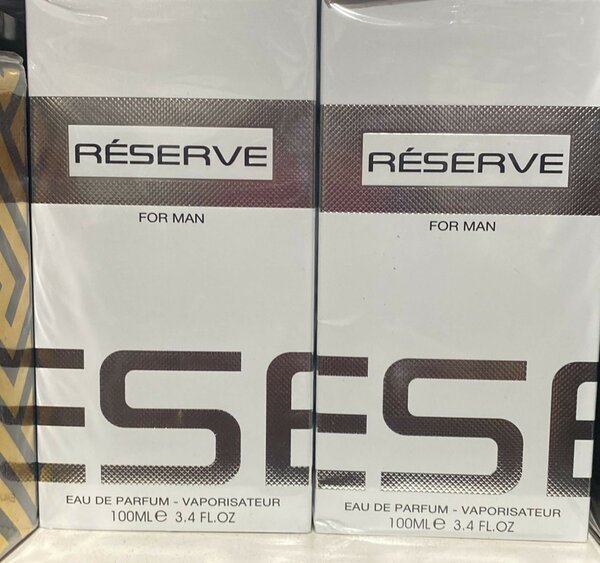 RÉSERVE
FOR MAN
ESE
EAU DE PARFUM - VAPORISATEUR
100ML℮ 3.4 FL.OZ
RÉSERVE
FOR MAN
ESE
EAU DE PARFUM - VAPORISATEUR
100ML℮ 3.4 FL.OZ